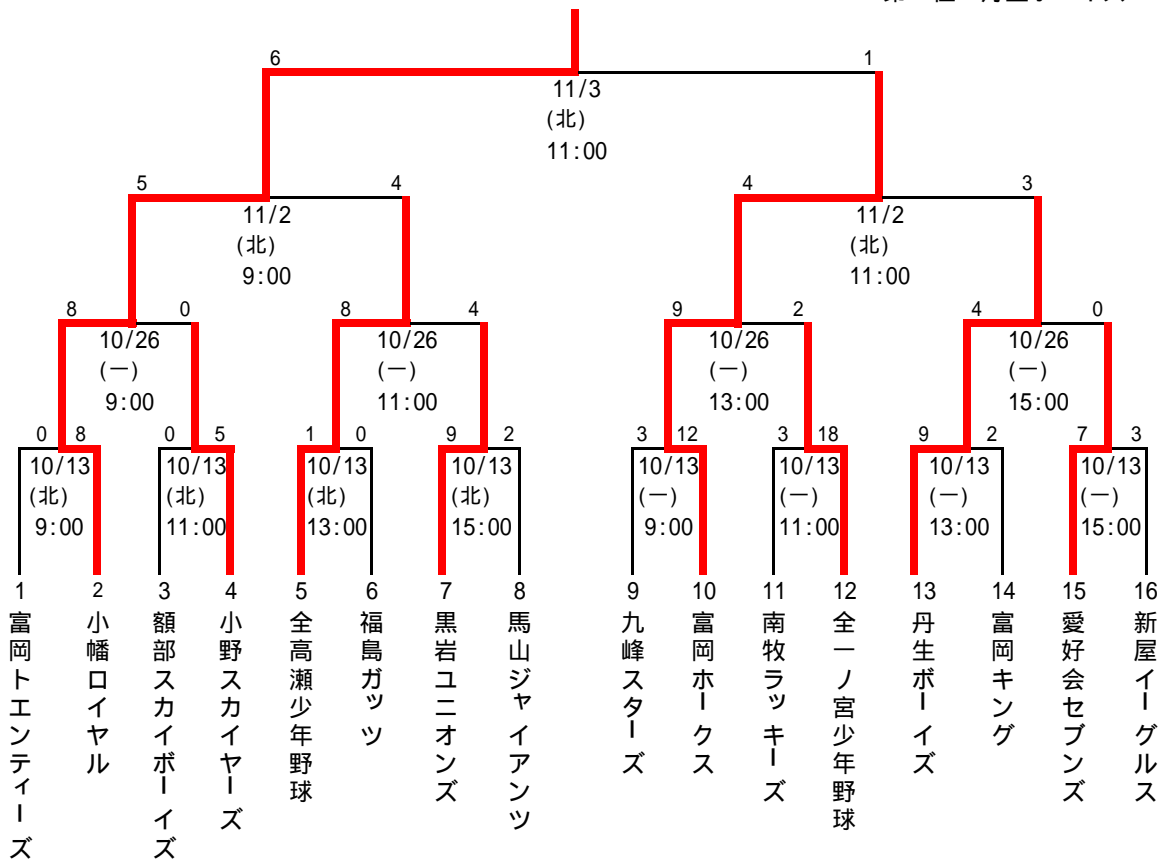 6 1
11/3
(北)
11:00
5 4 4 3
11/2 11/2
(北) (北)
9:00 11:00
8 0 8 4 9 2 4 0
10/26 10/26 10/26 10/26
(一) (一) (一) (一)
9:00 11:00 13:00 15:00
0 8 0 5 1 0 9 2 3 12 3 18 9 2 7 3
10/13 10/13 10/13 10/13 10/13 10/13 10/13 10/13
(北) (北) (北) (北) (一) (一) (一) (一)
9:00 11:00 13:00 15:00 9:00 11:00 13:00 15:00
1 2 3 4 5 6 7 8 9 10 11 12 13 14 15 16
富岡トエンティーズ
小幡ロイヤル
額部スカイボーイズ
小野スカイヤーズ
全高瀬少年野球
福島ガッツ
黒岩ユニオンズ
馬山ジャイアンツ
九峰スターズ
富岡ホークス
南牧ラッキーズ
全一ノ宮少年野球
丹生ボーイズ
富岡キング
愛好会セブンズ
新屋イーグルス